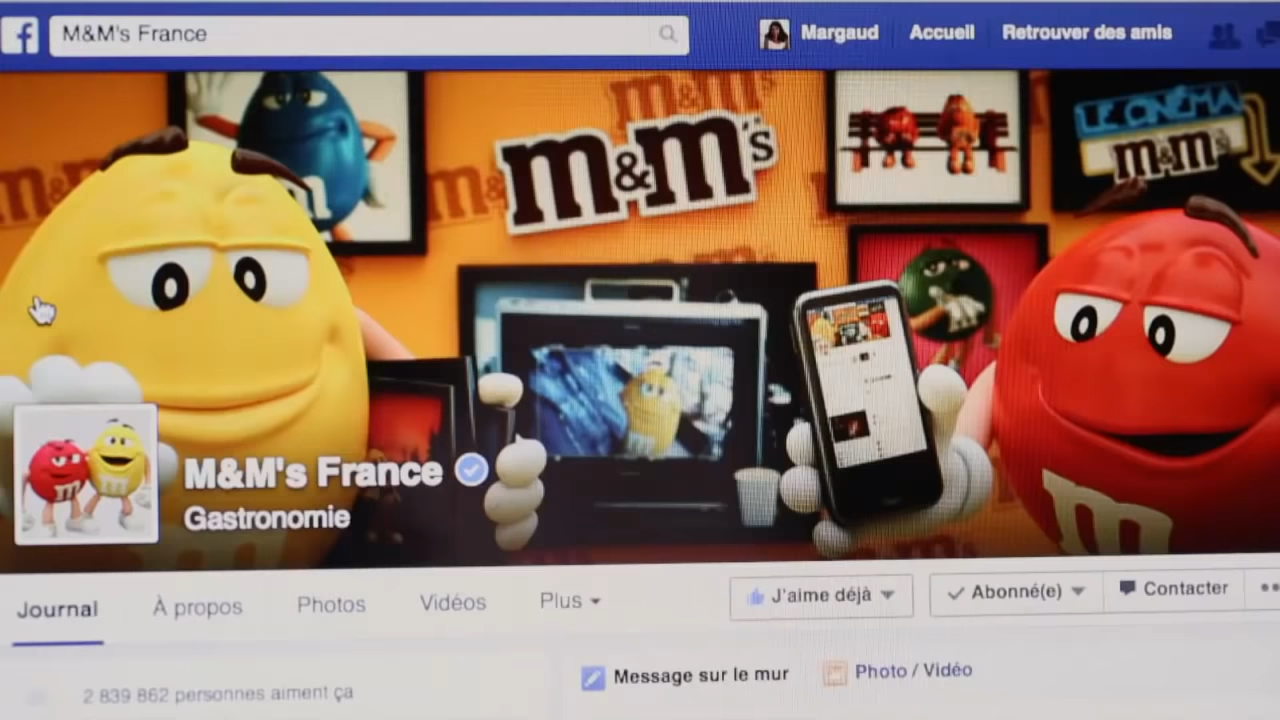 M&M's France
Margaud
Accueil
Retrouver des amis
m&m's
m&m's
LE CINÉMA
m&m's
m&m's
M&M's France
Gastronomie
Journal
À propos
Photos
Vidéos
Plus
J'aime déjà
Abonné(e)
Contacter
Message sur le mur
Photo / Vidéo
2 839 862 personnes aiment ça